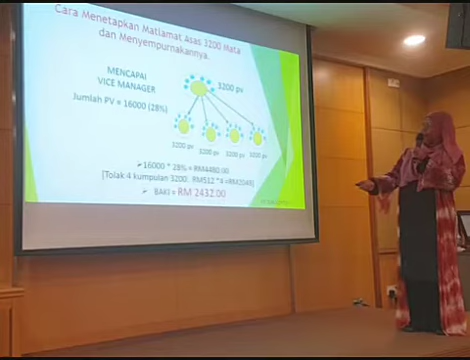 Cara Menetapkan Matlamat Asas 3200 Mata
dan Menyempurnakannya.
MENCAPAI
VICE MANAGER
Jumlah PV = 16000 (28%)
3200 pv
3200 pv 3200 pv 3200 pv 3200 pv
➢16000 * 28% = RM4480.00
[Tolak 4 kumpulan 3200: RM512 *4 =RM2048]
➢ BAKI = RM 2432.00